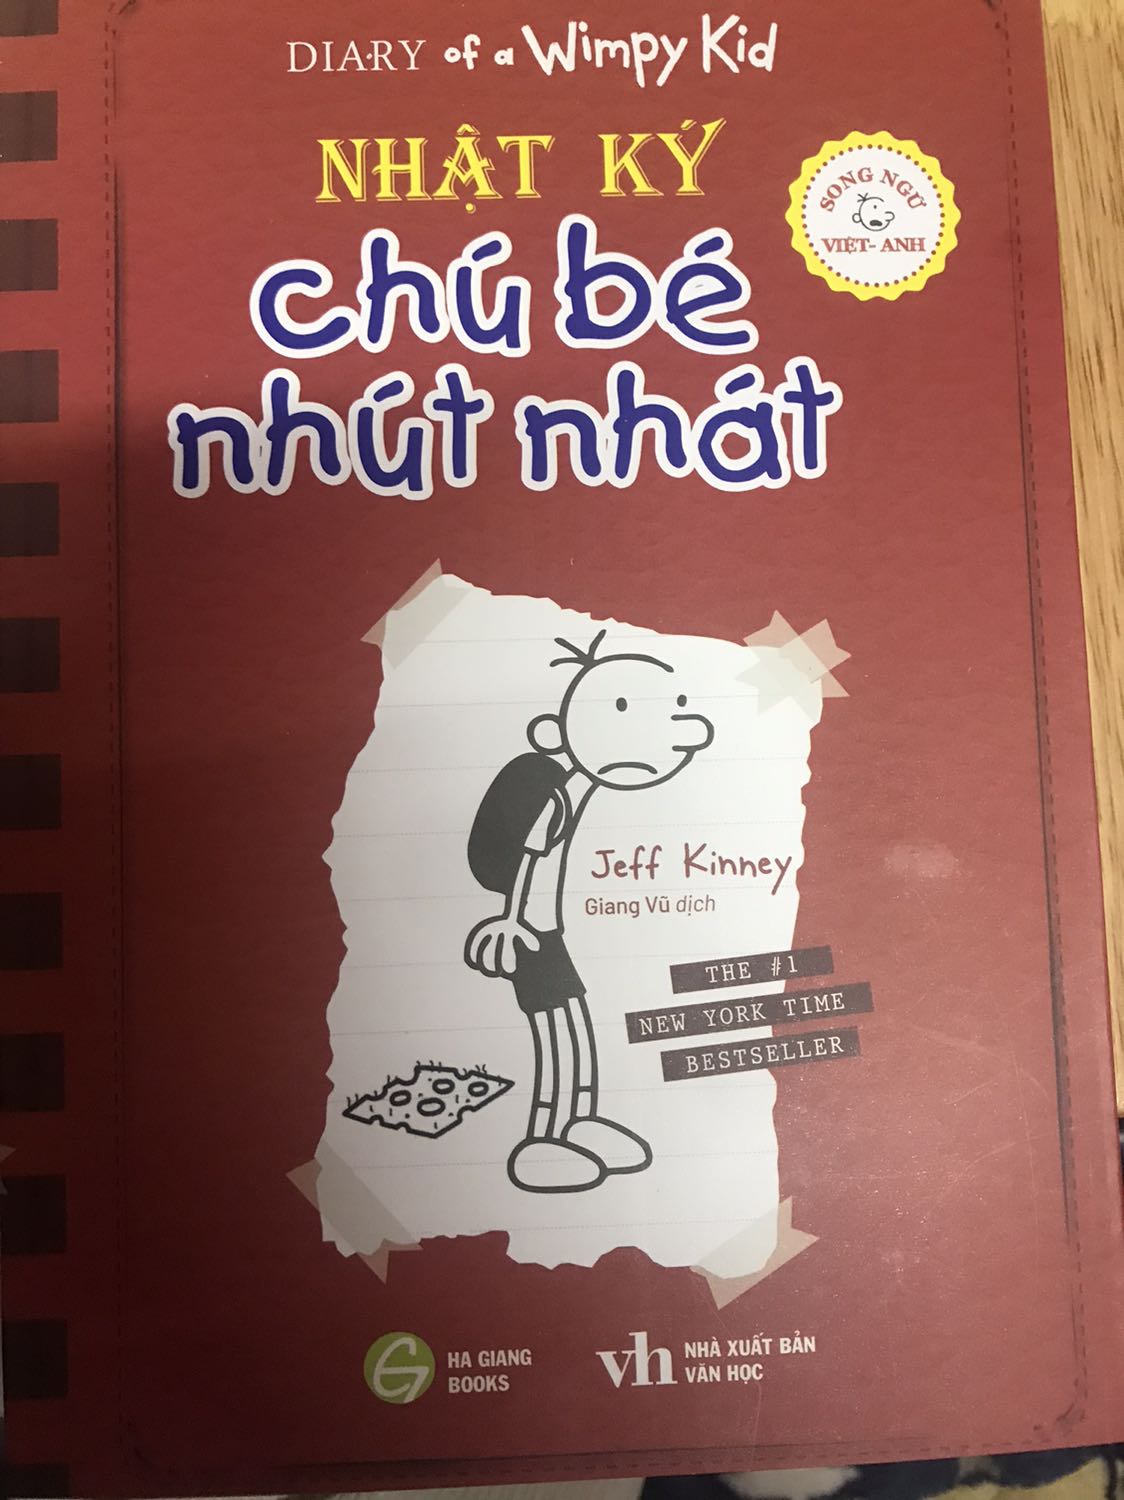 DIARY of a Wimpy Kid
NHẬT KÝ
chú bé
nhút nhát
SONG NGỮ
VIỆT- ANH
Jeff Kinney
Giang Vũ dịch
THE #1
NEW YORK TIME
BESTSELLER
HA GIANG
BOOKS
vh
NHÀ XUẤT BẢN
VĂN HỌC